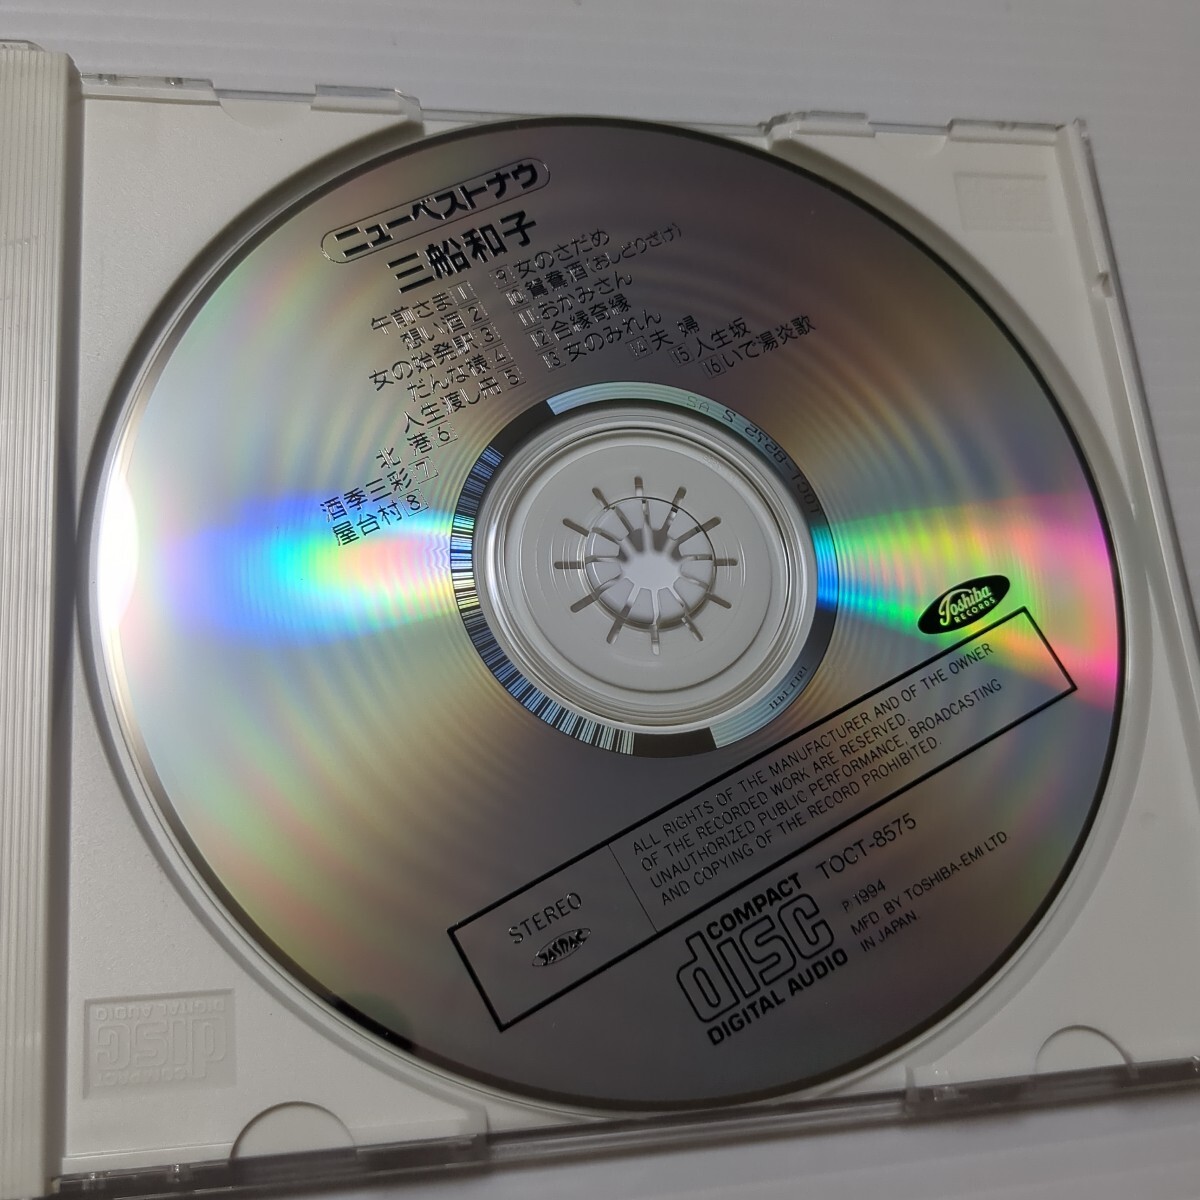 ニューベストナウ
三船和子
午前さま 1
想い酒 2
女の始発駅 3
だんな様 4
人生渡し舟 5
北 港 6
酒季三彩 7
屋台村 8
9 女のさだめ
10 鴛鴦酒(おしどりざけ)
11 おかみさん
12 合縁奇縁
13 女のみれん
14 夫 婦
15 人生坂
16 いで湯炎歌
Toshiba
RECORDS
STEREO
JASRAC
ALL RIGHTS OF THE MANUFACTURER AND OF THE OWNER
OF THE RECORDED WORK ARE RESERVED.
UNAUTHORIZED PUBLIC PERFORMANCE, BROADCASTING
AND COPYING OF THE RECORD PROHIBITED.
COMPACT
disc
DIGITAL AUDIO
TOCT-8575
℗1994
MFD BY TOSHIBA-EMI LTD.
IN JAPAN.
COMPACT
disc
DIGITAL AUDIO